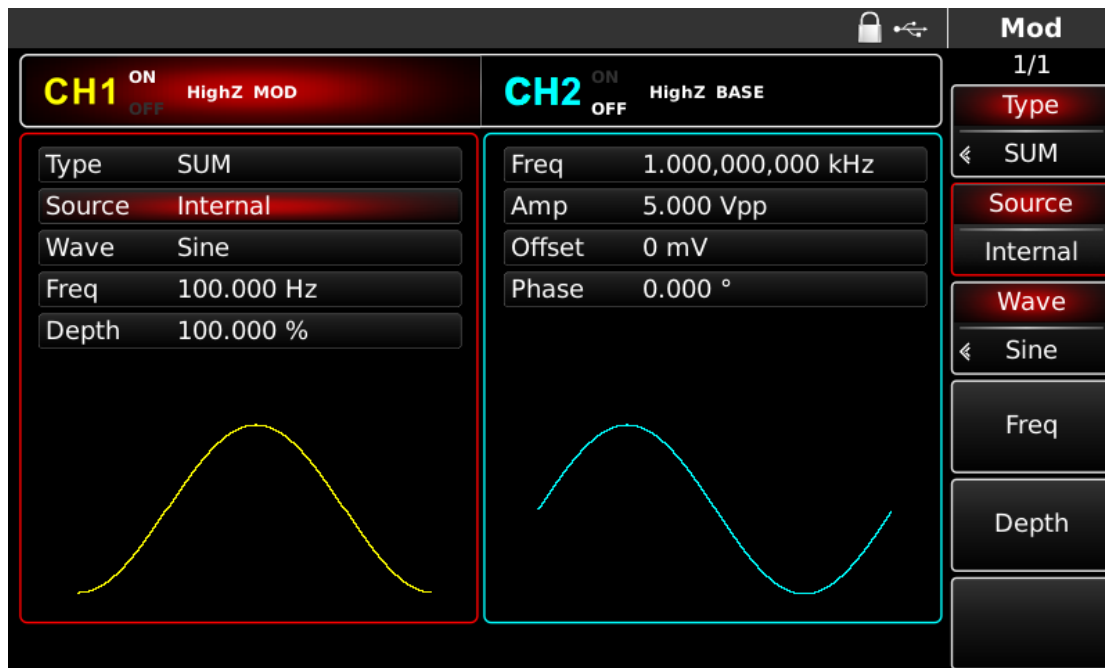 Mod
1/1
CH1 ON OFF HighZ MOD
CH2 ON OFF HighZ BASE
Type SUM
Source Internal
Wave Sine
Freq 100.000 Hz
Depth 100.000 %
Freq 1.000,000,000 kHz
Amp 5.000 Vpp
Offset 0 mV
Phase 0.000 °
Type
SUM
Source
Internal
Wave
Sine
Freq
Depth